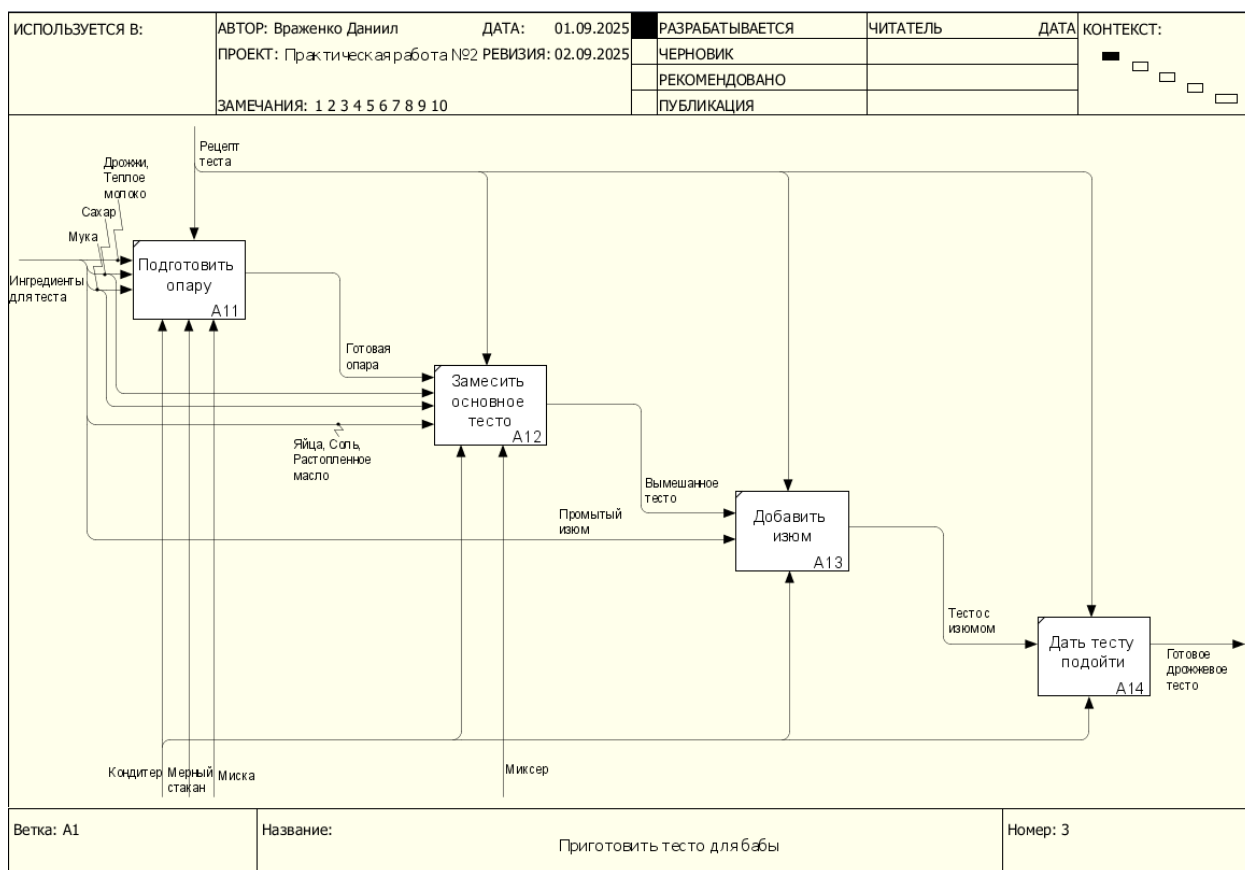 ИСПОЛЬЗУЕТСЯ В:
АВТОР: Враженко Даниил
ДАТА: 01.09.2025
ПРОЕКТ: Практическая работа №2
РЕВИЗИЯ: 02.09.2025
ЗАМЕЧАНИЯ: 1 2 3 4 5 6 7 8 9 10
РАЗРАБАТЫВАЕТСЯ
ЧЕРНОВИК
РЕКОМЕНДОВАНО
ПУБЛИКАЦИЯ
ЧИТАТЕЛЬ
ДАТА
КОНТЕКСТ:
Рецепт
теста
Дрожжи,
Теплое
молоко
Сахар
Мука
Ингредиенты
для теста
Подготовить
опару
A11
Готовая
опара
Замесить
основное
тесто
A12
Яйца, Соль,
Растопленное
масло
Вымешанное
тесто
Промытый
изюм
Добавить
изюм
A13
Тесто с
изюмом
Дать тесту
подойти
A14
Готовое
дрожжевое
тесто
Кондитер
Мерный
стакан
Миска
Миксер
Ветка: A1
Название:
Приготовить тесто для бабы
Номер: 3